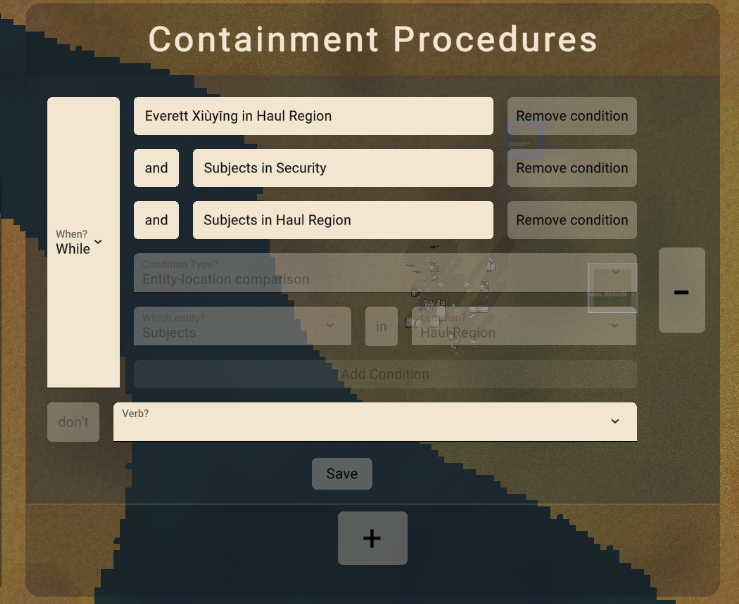 Containment Procedures
Everett Xiùyīng in Haul Region
Remove condition
and
Subjects in Security
Remove condition
and
Subjects in Haul Region
Remove condition
When?
While
Condition Type?
Entity-location comparison
Which entity?
Subjects
in
Location?
Haul Region
Add Condition
-
don't
Verb?
Save
+